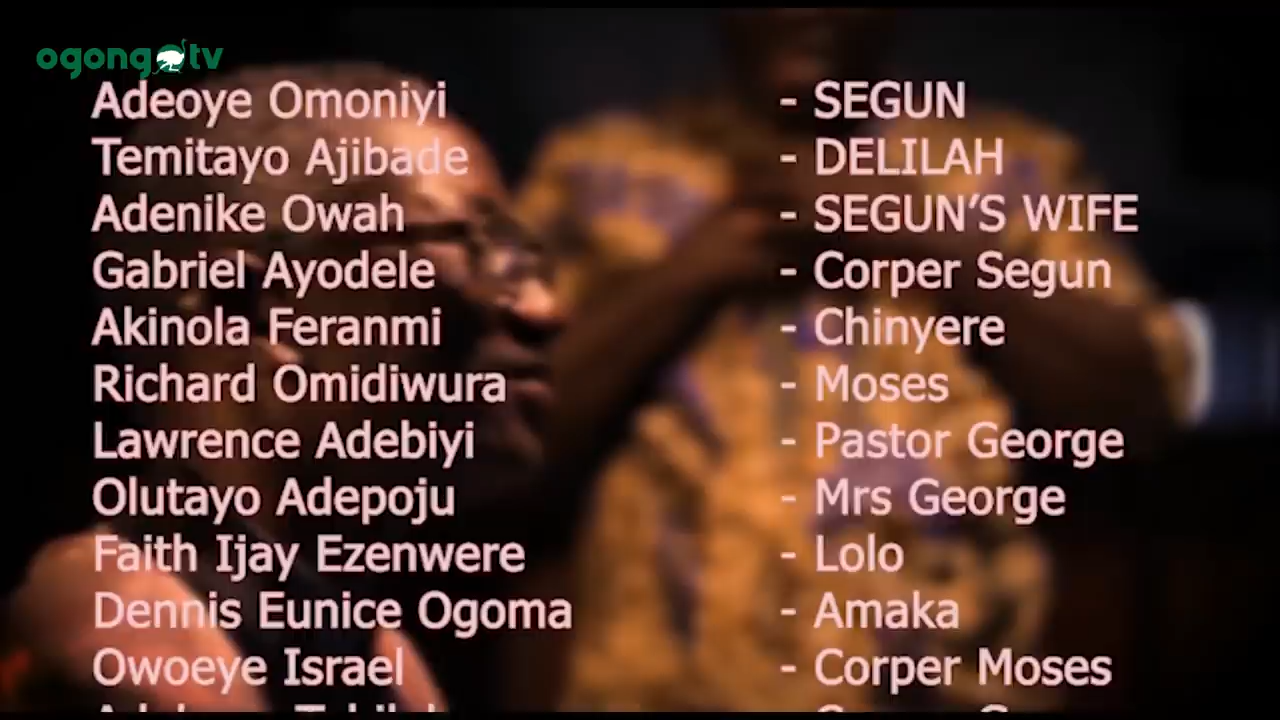 ogongotv
Adeoye Omoniyi - SEGUN
Temitayo Ajibade - DELILAH
Adenike Owah - SEGUN’S WIFE
Gabriel Ayodele - Corper Segun
Akinola Feranmi - Chinyere
Richard Omidiwura - Moses
Lawrence Adebiyi - Pastor George
Olutayo Adepoju - Mrs George
Faith Ijay Ezenwere - Lolo
Dennis Eunice Ogoma - Amaka
Owoeye Israel - Corper Moses